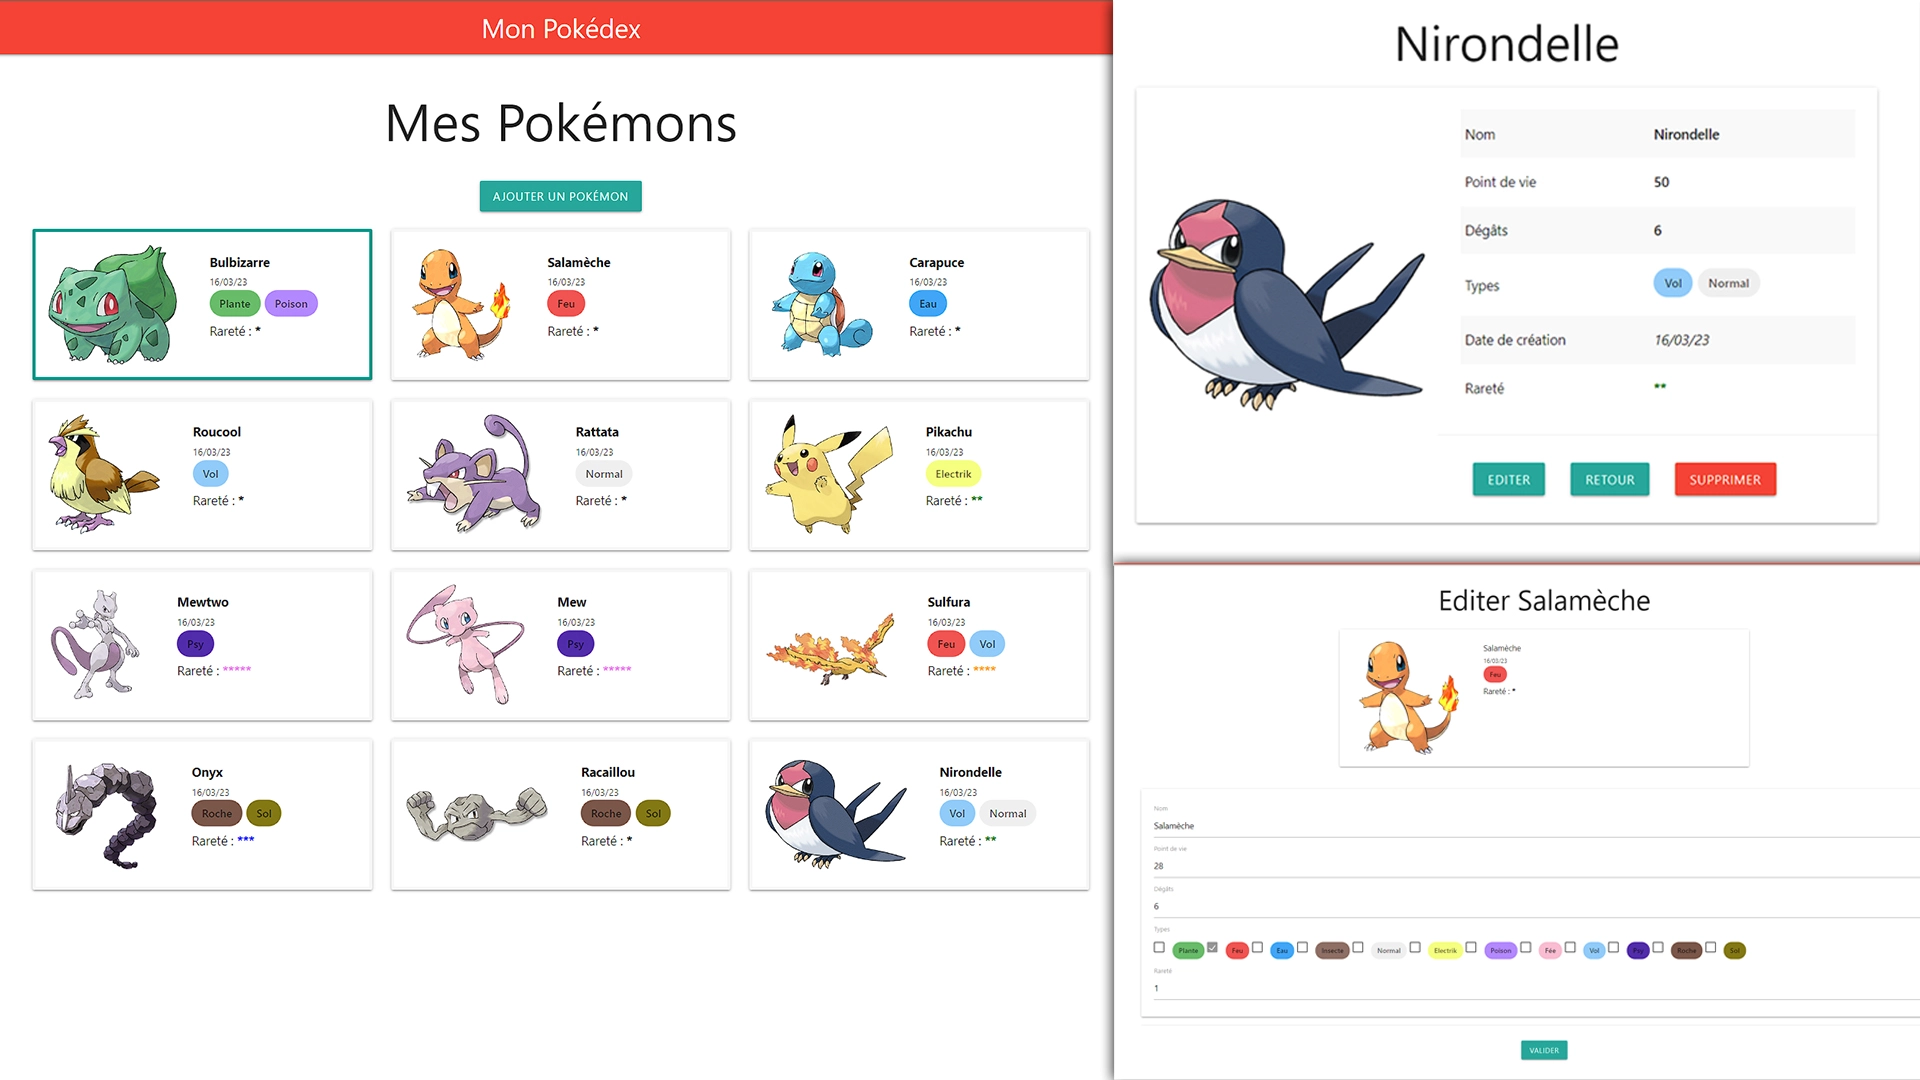 Mon Pokédex
Mes Pokémons
AJOUTER UN POKÉMON
Bulbizarre
16/03/23
Plante Poison
Rareté : *
Salamèche
16/03/23
Feu
Rareté : *
Carapuce
16/03/23
Eau
Rareté : *
Roucool
16/03/23
Vol
Rareté : *
Rattata
16/03/23
Normal
Rareté : *
Pikachu
16/03/23
Electrik
Rareté : **
Mewtwo
16/03/23
Psy
Rareté : *****
Mew
16/03/23
Psy
Rareté : *****
Sulfura
16/03/23
Feu Vol
Rareté : ****
Onyx
16/03/23
Roche Sol
Rareté : ***
Racaillou
16/03/23
Roche Sol
Rareté : *
Nirondelle
16/03/23
Vol Normal
Rareté : **
Nirondelle
Nom Nirondelle
Point de vie 50
Dégâts 6
Types Vol Normal
Date de création 16/03/23
Rareté **
EDITER RETOUR SUPPRIMER
Editer Salamèche
Salamèche
16/03/23
Feu
Rareté : *
Nom
Salamèche
Point de vie
28
Dégâts
6
Types
Plante Feu Eau Insecte Normal Electrik Poison Fée Vol Psy Roche Sol
Rareté
1
VALIDER